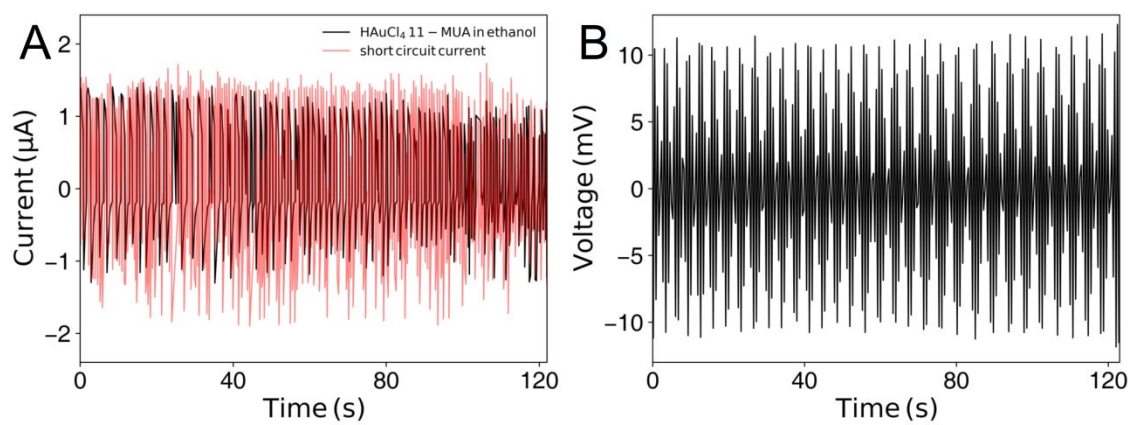 A
HAuCl₄ 11 − MUA in ethanol
short circuit current
2
1
0
−1
−2
Current (μA)
0
40
80
120
Time (s)
B
10
5
0
−5
−10
Voltage (mV)
0
40
80
120
Time (s)